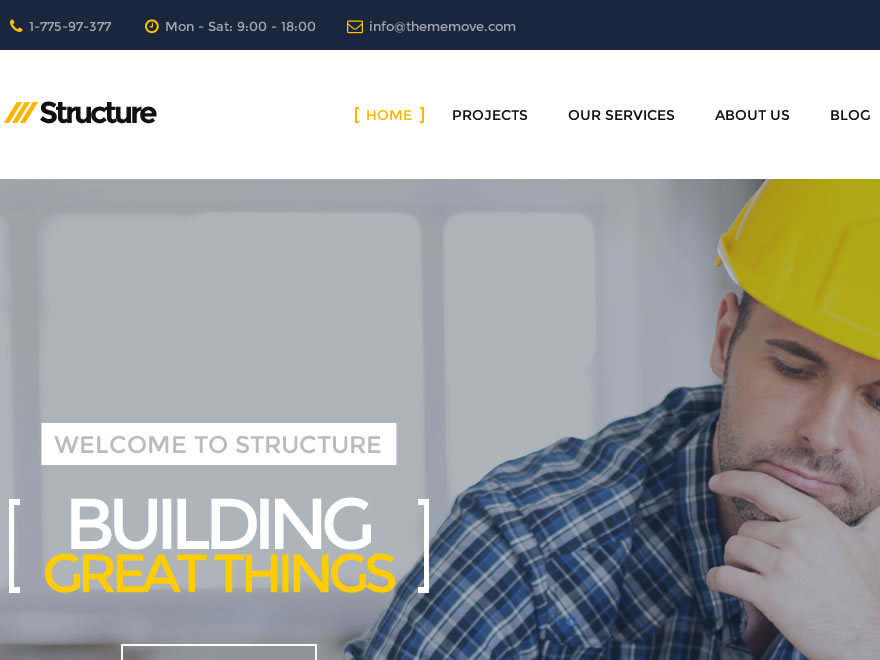 1-775-97-377 Mon - Sat: 9:00 - 18:00 info@thememove.com
Structure [ HOME ] PROJECTS OUR SERVICES ABOUT US BLOG
WELCOME TO STRUCTURE
[ BUILDING
GREAT THINGS ]